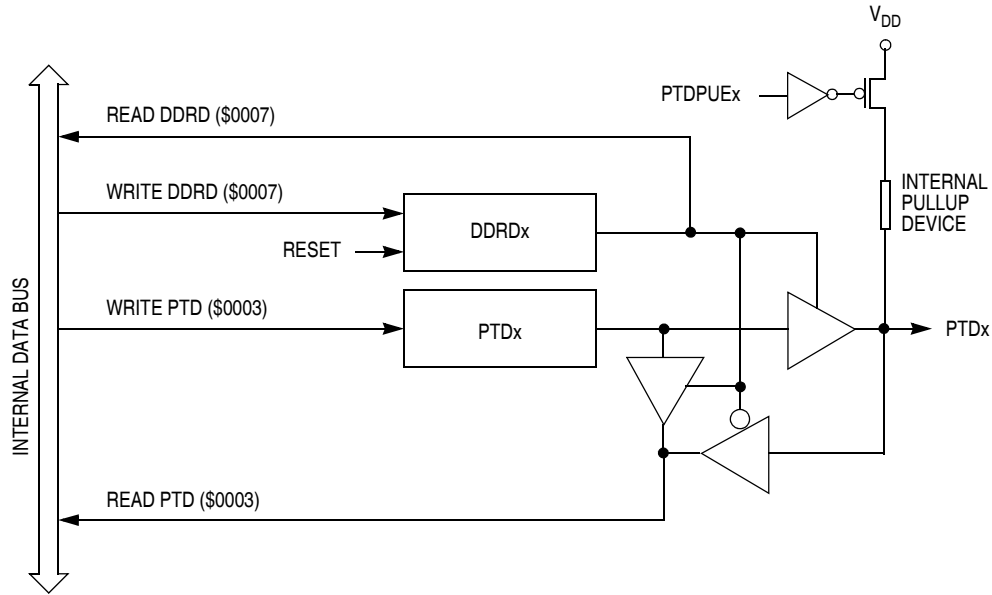 VDD
PTDPUEx
READ DDRD ($0007)
WRITE DDRD ($0007)
INTERNAL
PULLUP
DEVICE
DDRDx
RESET
WRITE PTD ($0003)
PTDx
PTDx
INTERNAL DATA BUS
READ PTD ($0003)